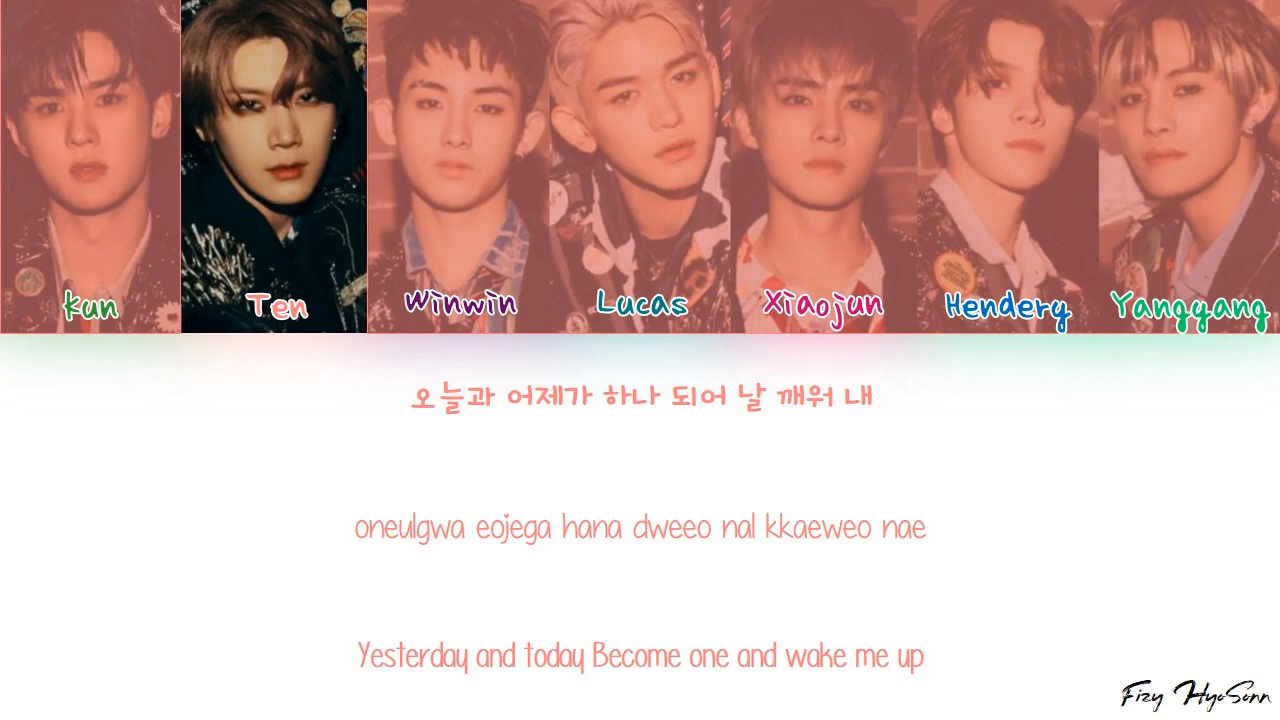 Kun
Ten
Winwin
Lucas
Xiaojun
Hendery
Yangyang
오늘과 어제가 하나 되어 날 깨워 내
oneulgwa eojega hana dweeo nal kkaeweo nae
Yesterday and today Become one and wake me up
Fizy HyoSonn